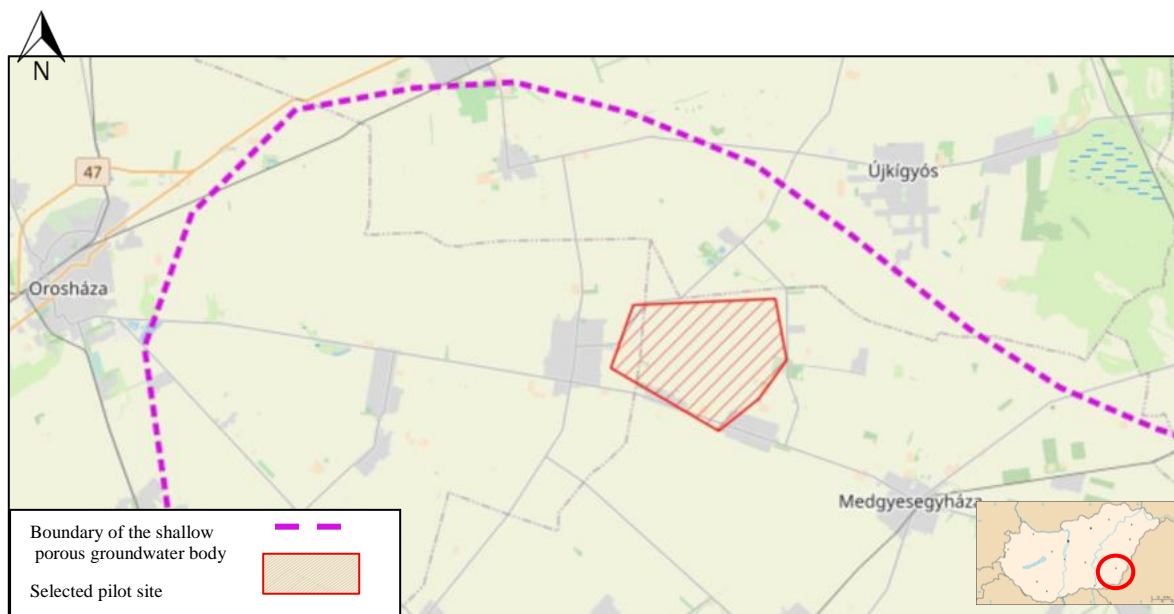 N
47
Újkígyós
Orosháza
Medgyesegyháza
Boundary of the shallow
porous groundwater body
Selected pilot site